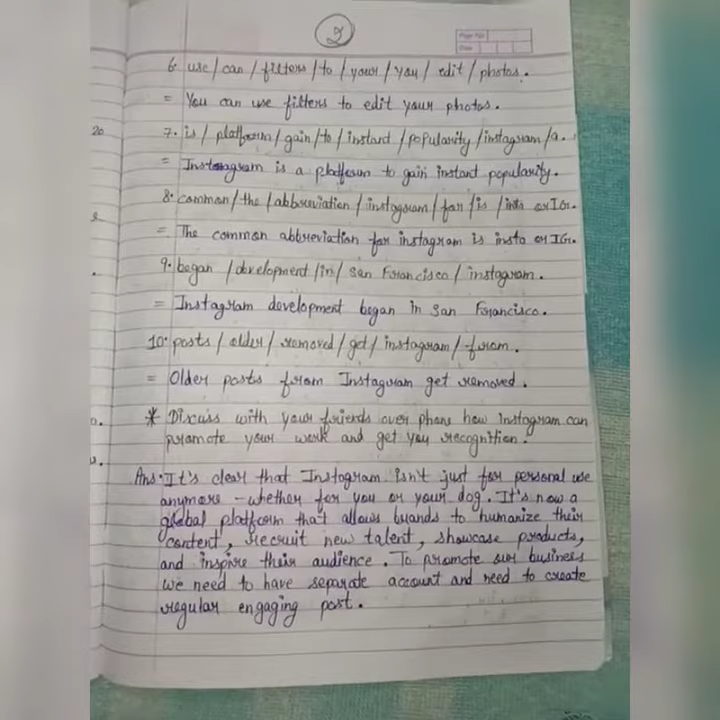 2
Page No.
Date
6. use / can / filters / to / your / you / edit / photos.
= You can use filters to edit your photos.
20
7. is / platform / gain / to / instant / popularity / instagram / a.
= Instagram is a platform to gain instant popularity.
8. common / the / abbreviation / instagram / for / is / insta or IG.
= The common abbreviation for instagram is insta or IG.
9. began / development / in / san Francisco / instagram.
= Instagram development began in San Francisco.
10. posts / older / removed / get / instagram / from.
= Older posts from Instagram get removed.
* Discuss with your friends over phone how Instagram can
promote your work and get you recognition.
Ans. It's clear that Instagram isn't just for personal use
anymore - whether for you or your dog. It's now a
global platform that allows brands to humanize their
content, recruit new talent, showcase products,
and inspire their audience. To promote our business
we need to have separate account and need to create
regular engaging post.